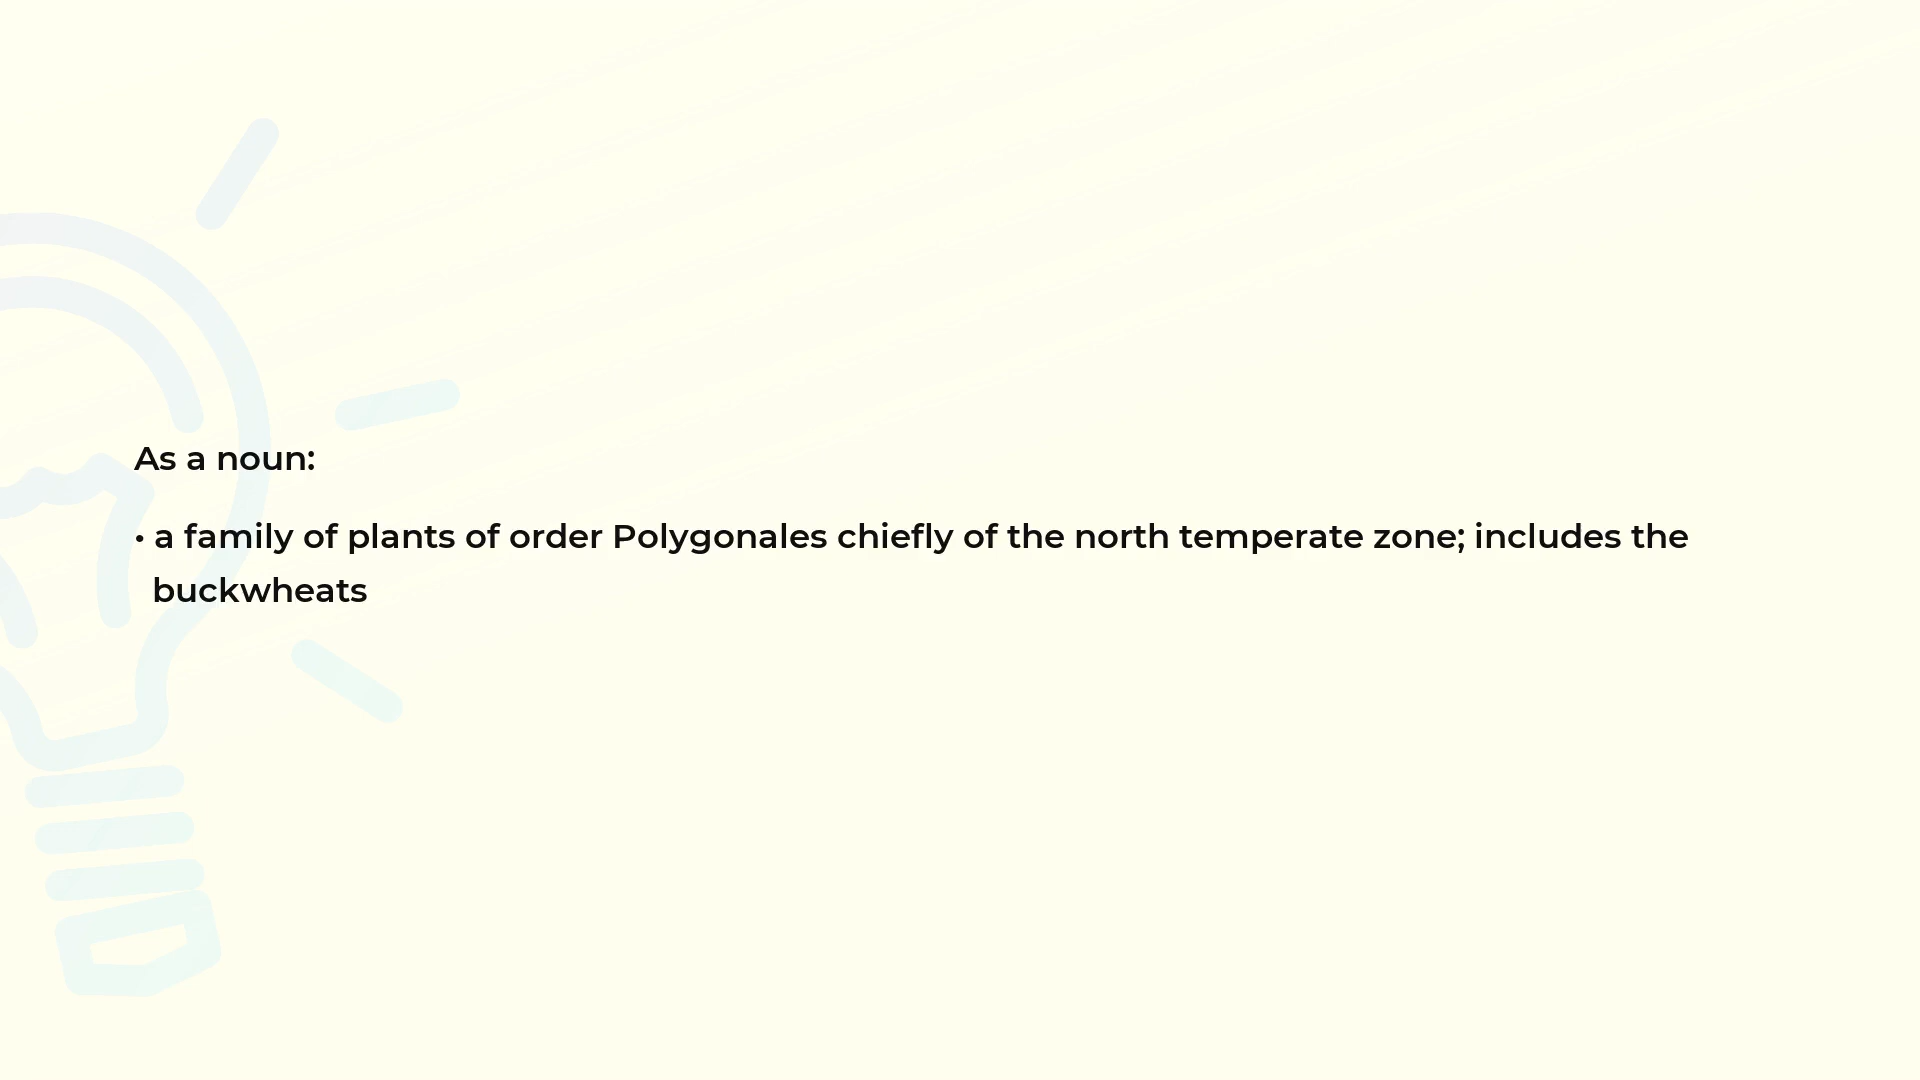 As a noun:
• a family of plants of order Polygonales chiefly of the north temperate zone; includes the
buckwheats